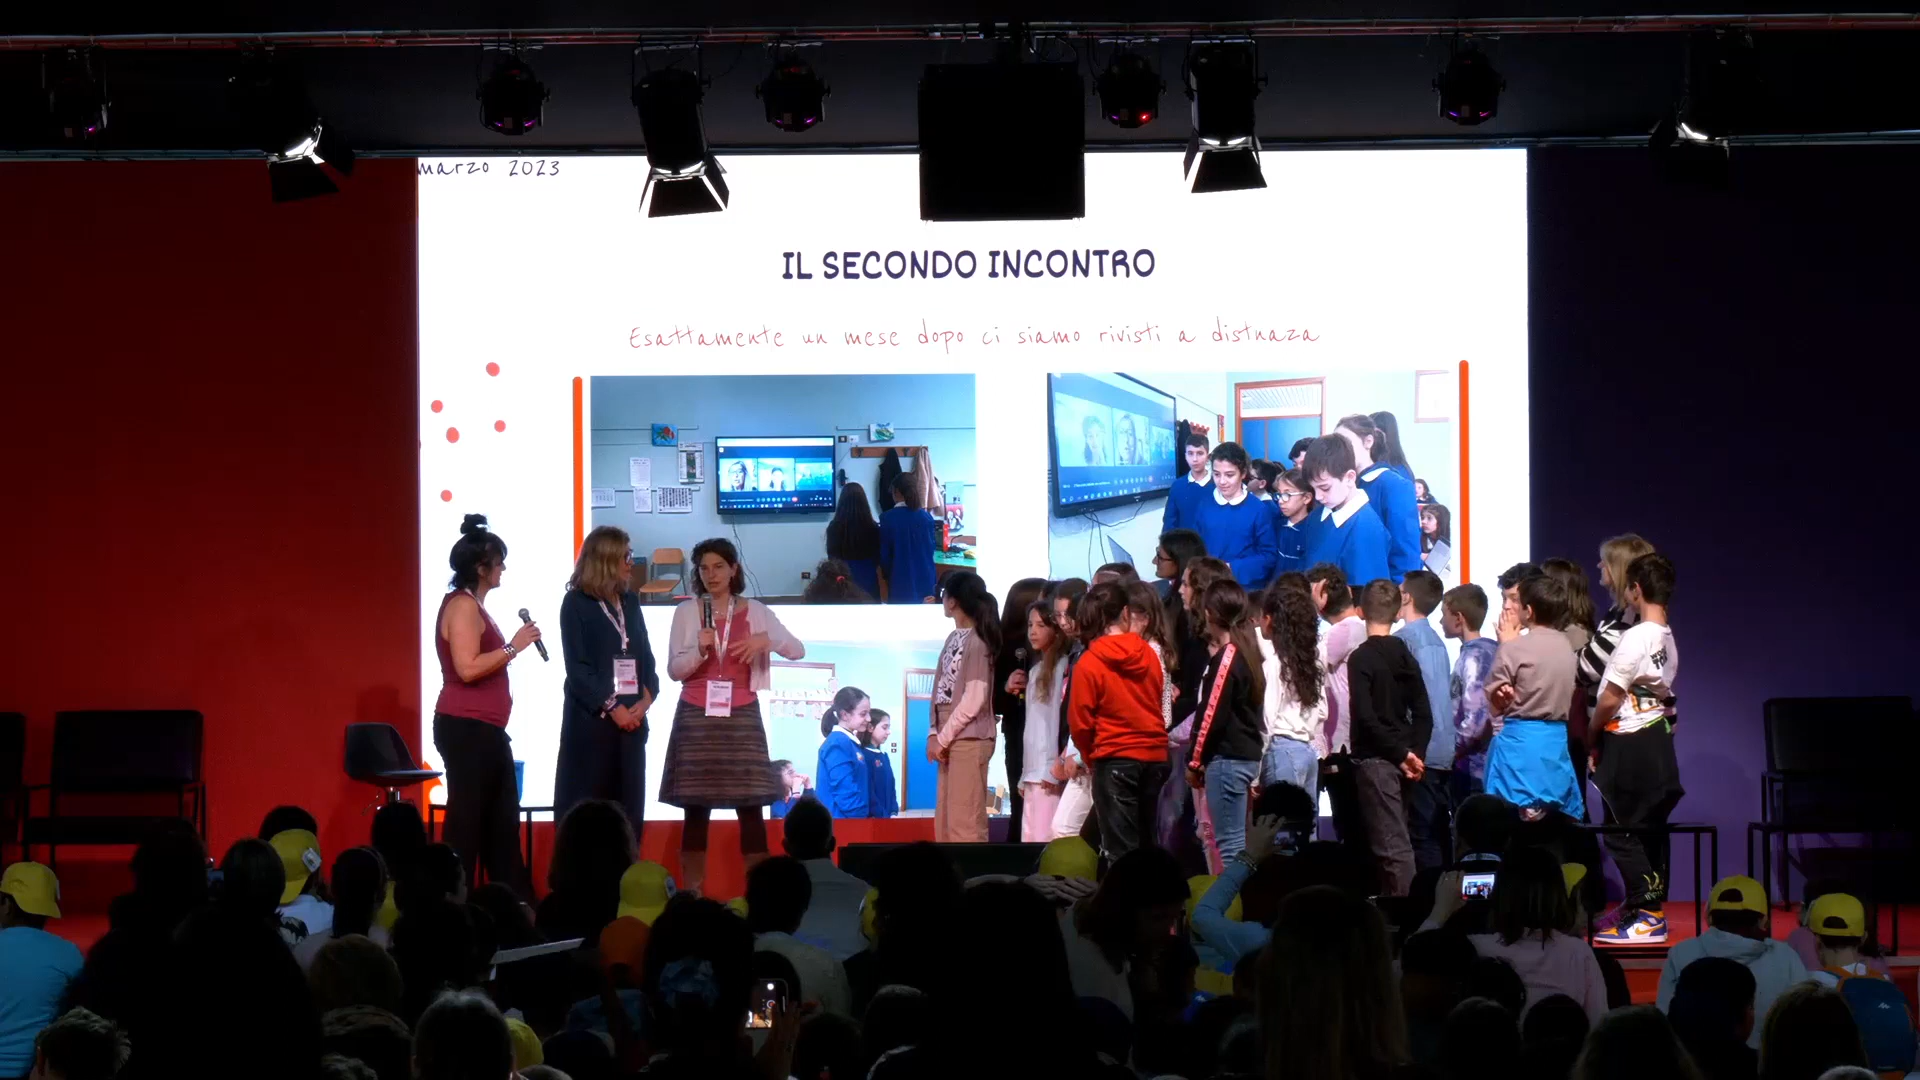 marzo 2023
IL SECONDO INCONTRO
Esattamente un mese dopo ci siamo rivisti a distnaza